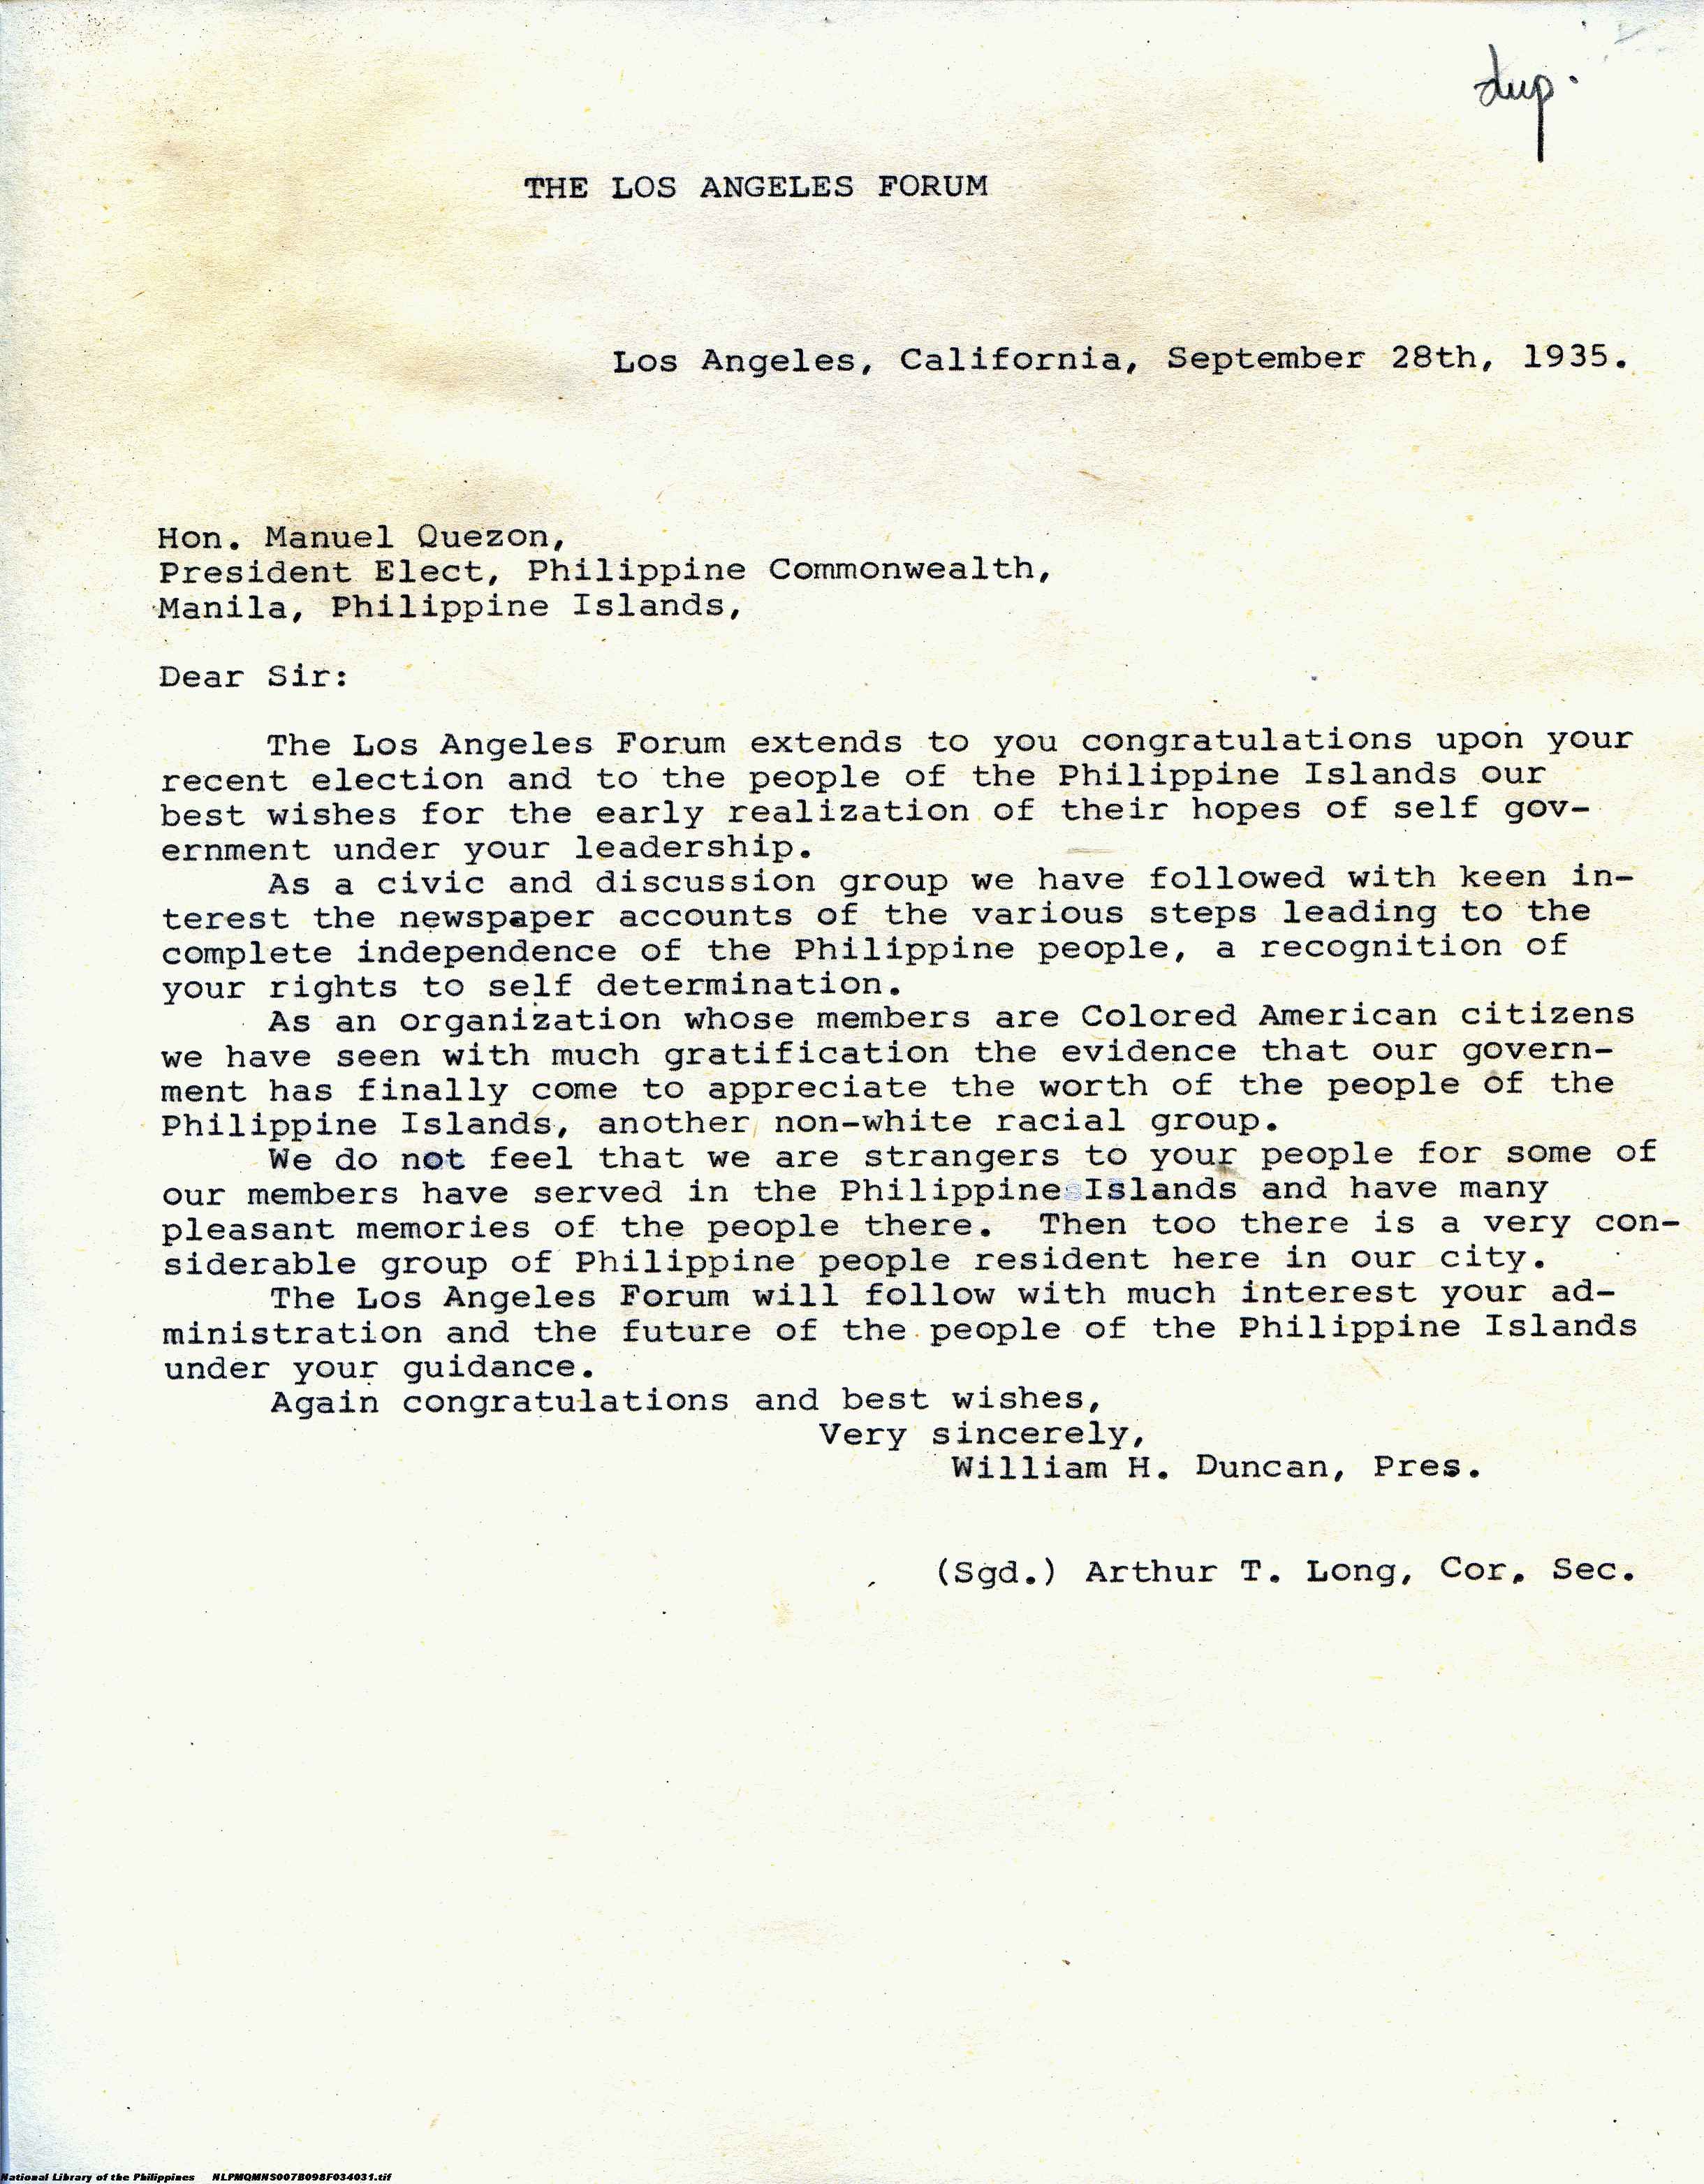 dup.
THE LOS ANGELES FORUM
Los Angeles, California, September 28th, 1935.
Hon. Manuel Quezon,
President Elect, Philippine Commonwealth,
Manila, Philippine Islands,
Dear Sir:
The Los Angeles Forum extends to you congratulations upon your
recent election and to the people of the Philippine Islands our
best wishes for the early realization of their hopes of self gov-
ernment under your leadership.
As a civic and discussion group we have followed with keen in-
terest the newspaper accounts of the various steps leading to the
complete independence of the Philippine people, a recognition of
your rights to self determination.
As an organization whose members are Colored American citizens
we have seen with much gratification the evidence that our govern-
ment has finally come to appreciate the worth of the people of the
Philippine Islands, another non-white racial group.
We do not feel that we are strangers to your people for some of
our members have served in the Philippine Islands and have many
pleasant memories of the people there. Then too there is a very con-
siderable group of Philippine people resident here in our city.
The Los Angeles Forum will follow with much interest your ad-
ministration and the future of the people of the Philippine Islands
under your guidance.
Again congratulations and best wishes,
Very sincerely,
William H. Duncan, Pres.
(Sgd.) Arthur T. Long, Cor. Sec.
National Library of the Philippines NLPMQMNS007B098F034031.tif